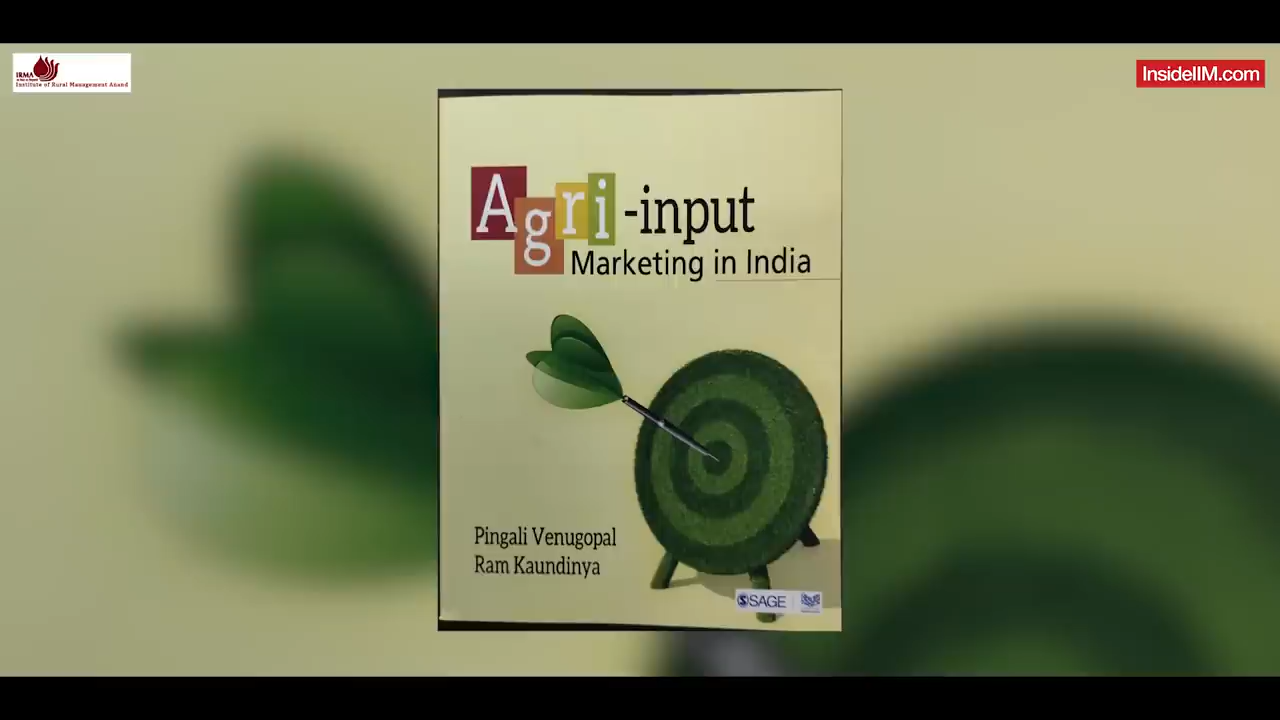 IRMA
Institute of Rural Management Anand
InsideIIM.com
Agri-input
Marketing in India
Pingali Venugopal
Ram Kaundinya
SAGE